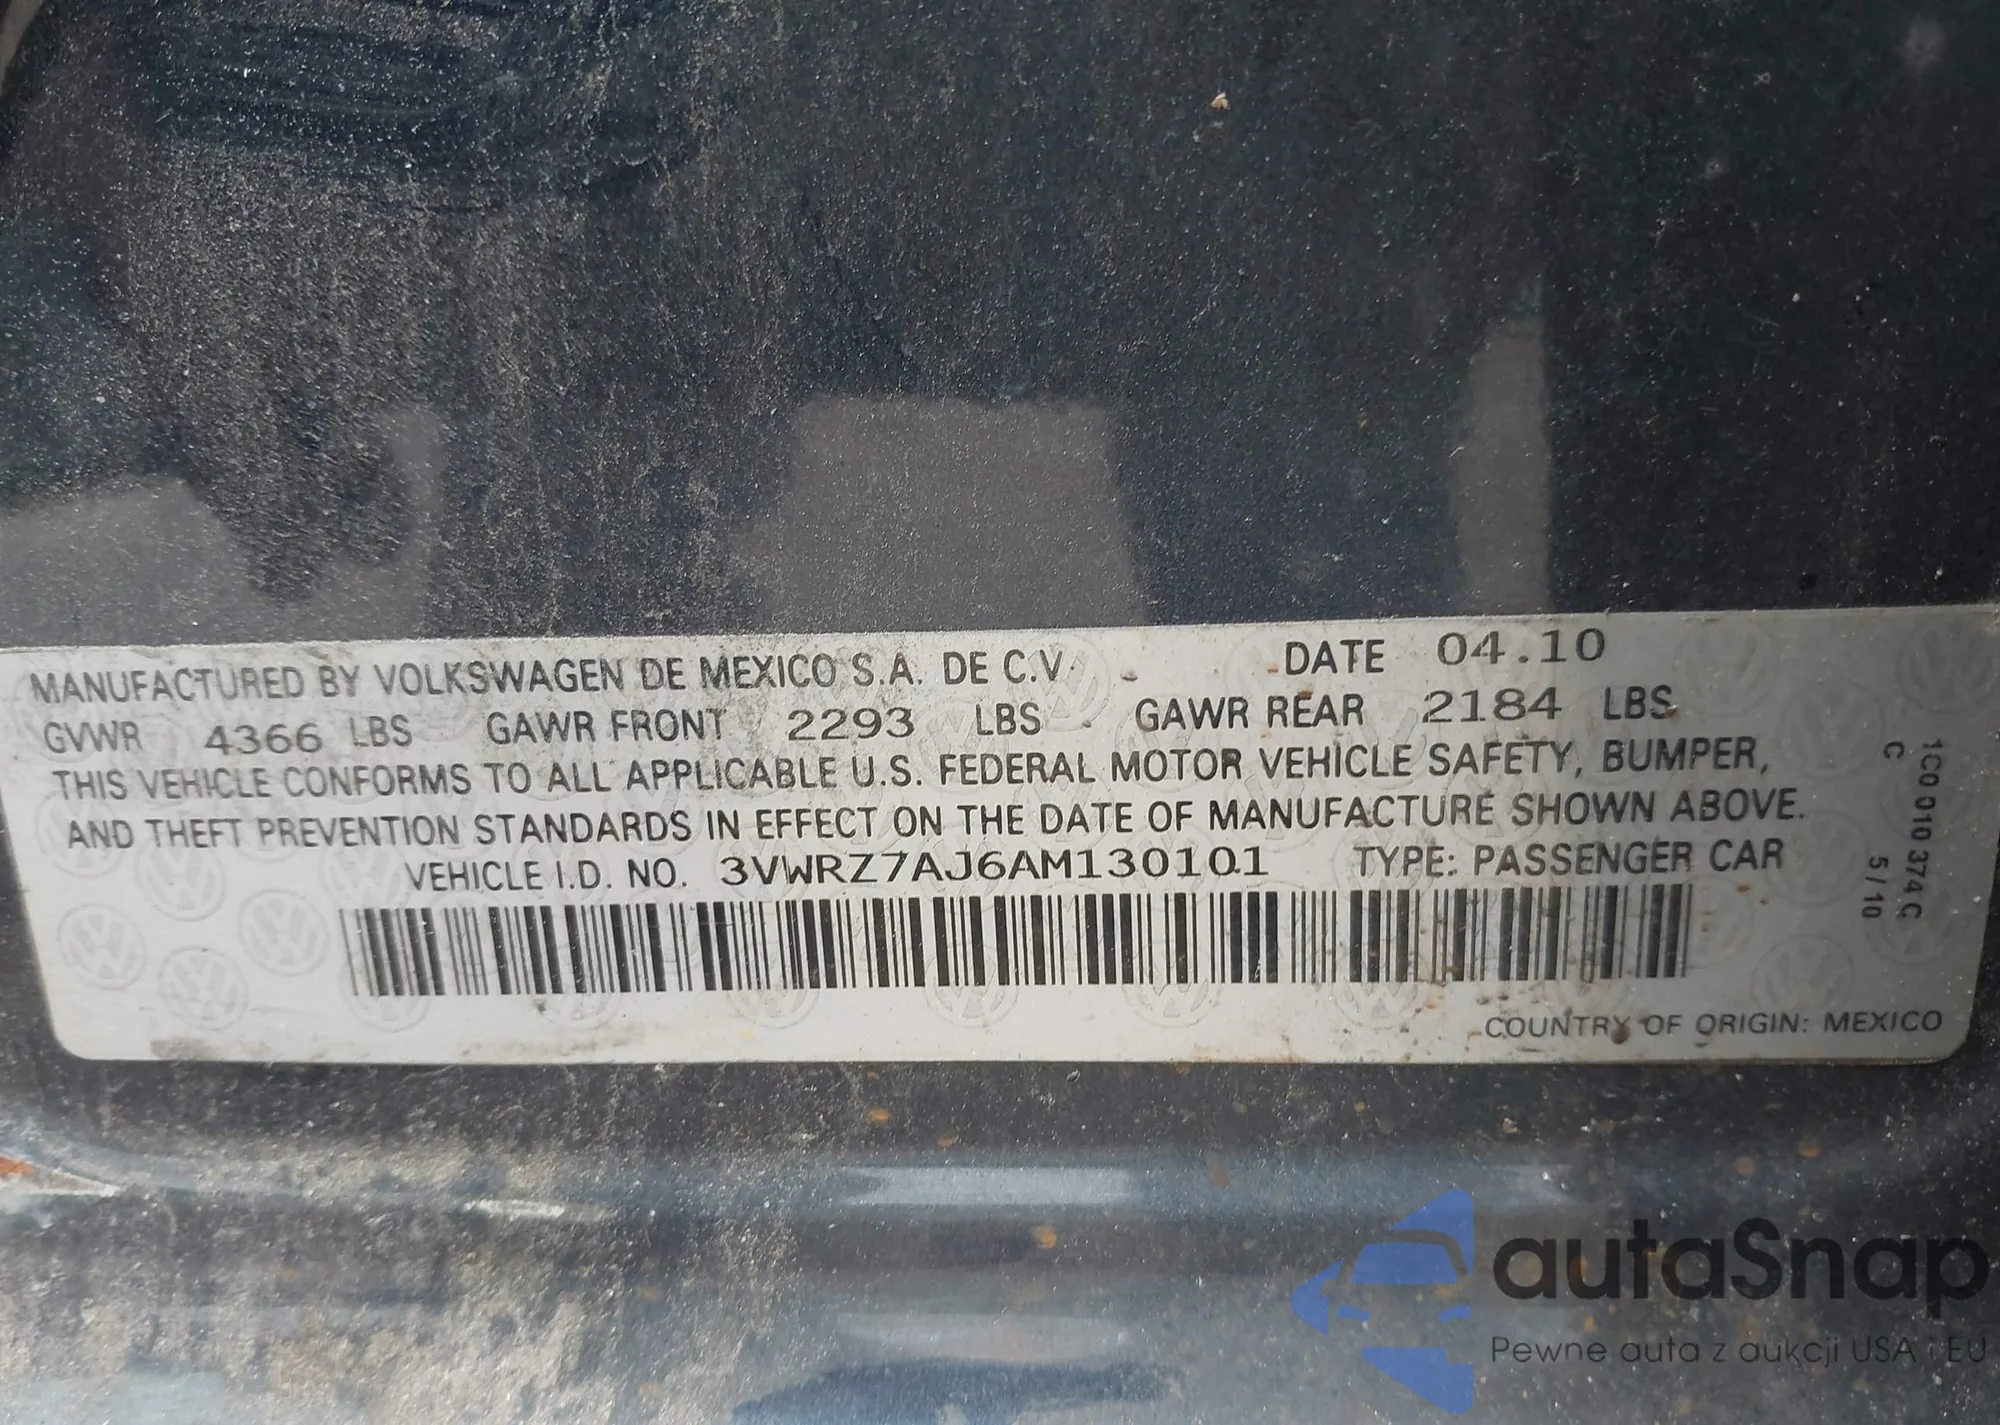 MANUFACTURED BY VOLKSWAGEN DE MEXICO S.A. DE C.V. DATE 04.10
GVWR 4366 LBS GAWR FRONT 2293 LBS GAWR REAR 2184 LBS
THIS VEHICLE CONFORMS TO ALL APPLICABLE U.S. FEDERAL MOTOR VEHICLE SAFETY, BUMPER,
AND THEFT PREVENTION STANDARDS IN EFFECT ON THE DATE OF MANUFACTURE SHOWN ABOVE.
VEHICLE I.D. NO. 3VWRZ7AJ6AM130101 TYPE: PASSENGER CAR
1C0 010 374 C
C 5/10
COUNTRY OF ORIGIN: MEXICO
autaSnap
Pewne auta z aukcji USA i EU